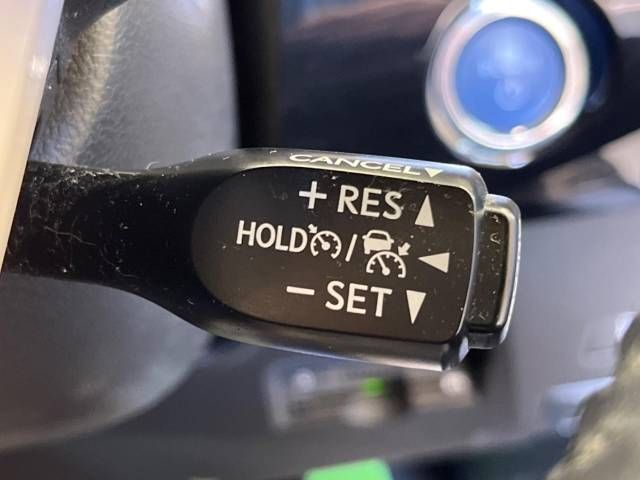 CANCEL▼
+ RES ▲
HOLD / ◀
− SET ▼